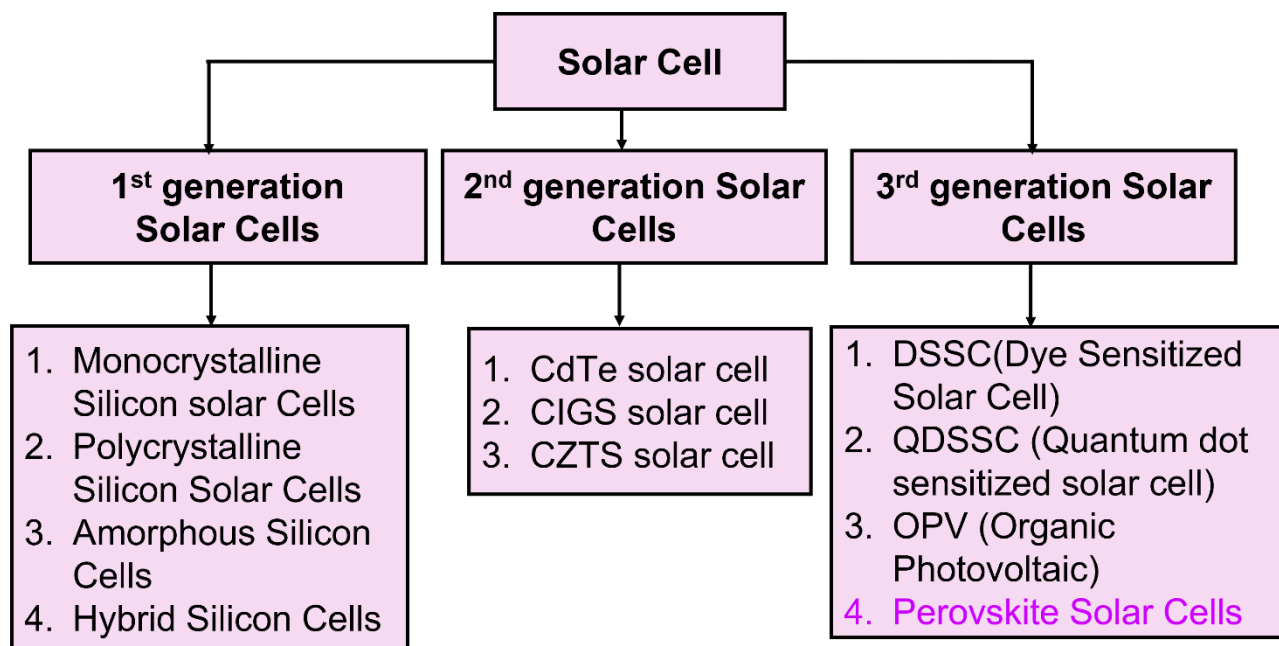 Solar Cell
1st generation
Solar Cells
2nd generation Solar
Cells
3rd generation Solar
Cells
1. Monocrystalline
Silicon solar Cells
2. Polycrystalline
Silicon Solar Cells
3. Amorphous Silicon
Cells
4. Hybrid Silicon Cells
1. CdTe solar cell
2. CIGS solar cell
3. CZTS solar cell
1. DSSC(Dye Sensitized
Solar Cell)
2. QDSSC (Quantum dot
sensitized solar cell)
3. OPV (Organic
Photovoltaic)
4. Perovskite Solar Cells